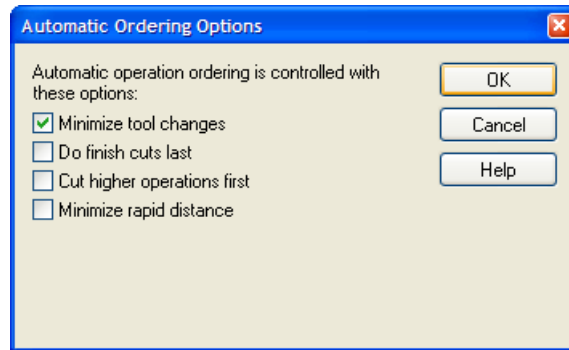 Automatic Ordering Options
Automatic operation ordering is controlled with
these options:
Minimize tool changes
Do finish cuts last
Cut higher operations first
Minimize rapid distance
OK
Cancel
Help